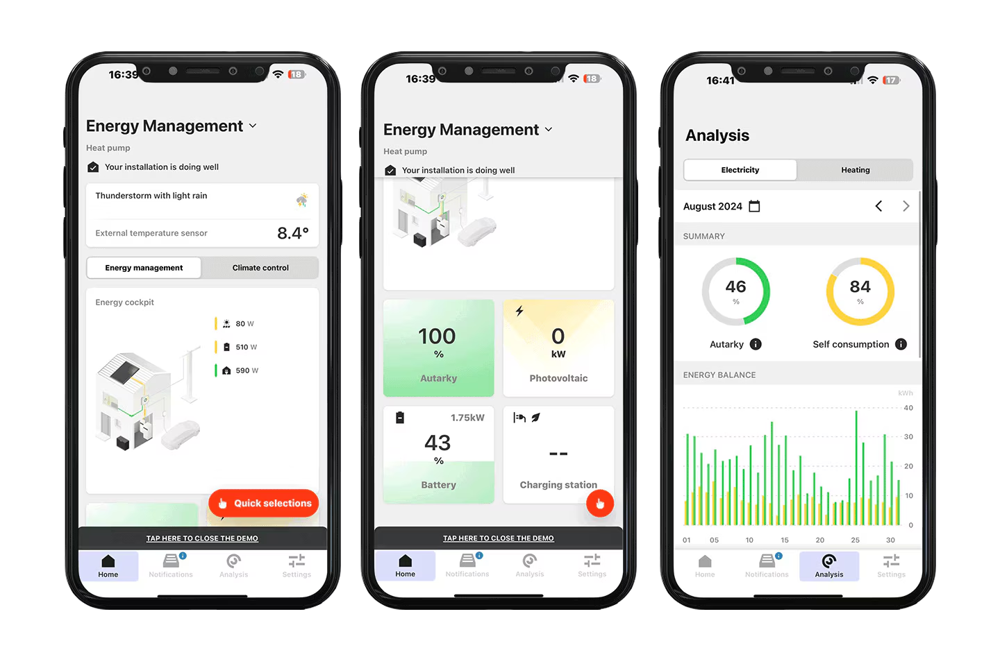 16:39
18
Energy Management
Heat pump
Your installation is doing well
Thunderstorm with light rain
External temperature sensor 8.4°
Energy management Climate control
Energy cockpit
80 W
510 W
590 W
Quick selections
TAP HERE TO CLOSE THE DEMO
Home Notifications Analysis Settings
16:39
18
Energy Management
Heat pump
Your installation is doing well
100
%
Autarky
0
kW
Photovoltaic
1.75kW
43
%
Battery
--
Charging station
TAP HERE TO CLOSE THE DEMO
Home Notifications Analysis Settings
16:41
17
Analysis
Electricity Heating
August 2024
SUMMARY
46
%
Autarky
84
%
Self consumption
ENERGY BALANCE
kWh
40
30
20
10
0
01 05 10 15 20 25 30
Home Notifications Analysis Settings